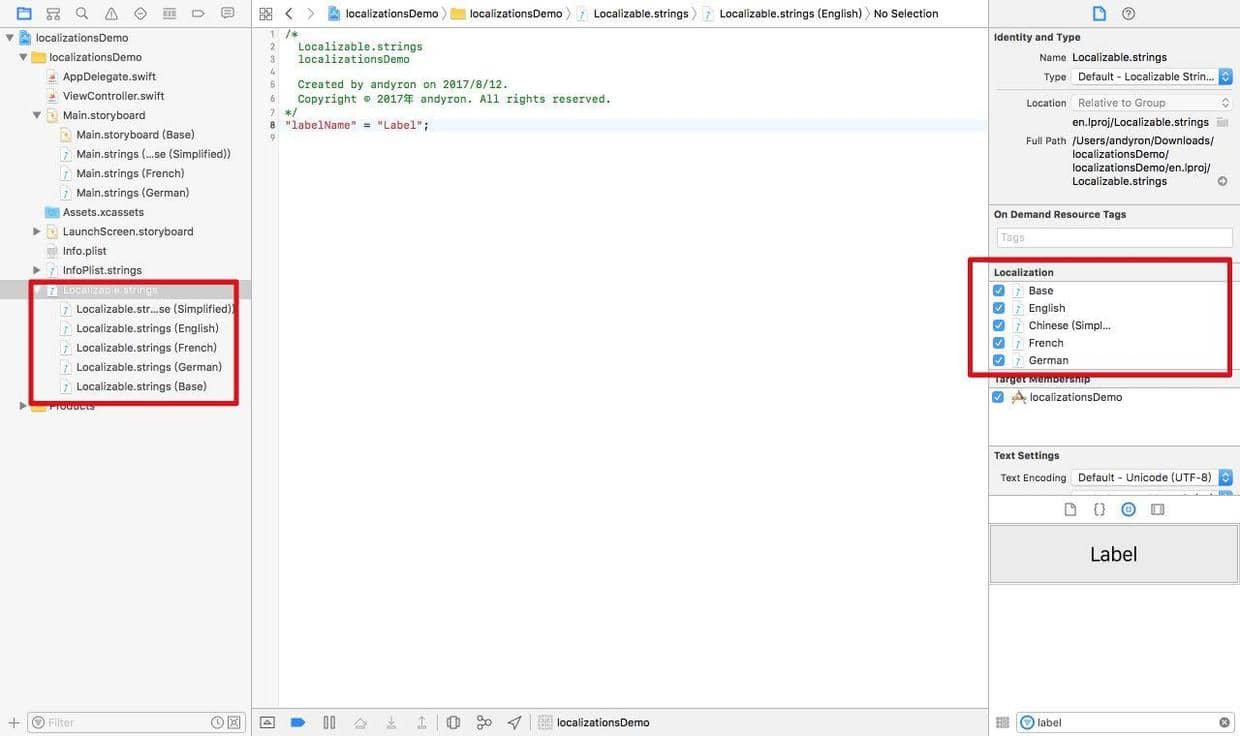 localizationsDemo
localizationsDemo
AppDelegate.swift
ViewController.swift
Main.storyboard
Main.storyboard (Base)
Main.strings (...se (Simplified))
Main.strings (French)
Main.strings (German)
Assets.xcassets
LaunchScreen.storyboard
Info.plist
InfoPlist.strings
Localizable.strings
Localizable.str...se (Simplified))
Localizable.strings (English)
Localizable.strings (French)
Localizable.strings (German)
Localizable.strings (Base)
Products
Filter
localizationsDemo localizationsDemo Localizable.strings Localizable.strings (English) No Selection
1 /*
2 Localizable.strings
3 localizationsDemo
4
5 Created by andyron on 2017/8/12.
6 Copyright © 2017年 andyron. All rights reserved.
7 */
8 "labelName" = "Label";
9
localizationsDemo
Identity and Type
Name Localizable.strings
Type Default - Localizable Strin...
Location Relative to Group
en.lproj/Localizable.strings
Full Path /Users/andyron/Downloads/
localizationsDemo/
localizationsDemo/en.lproj/
Localizable.strings
On Demand Resource Tags
Tags
Localization
Base
English
Chinese (Simpl...
French
German
Target Membership
localizationsDemo
Text Settings
Text Encoding Default - Unicode (UTF-8)
{}
Label
label